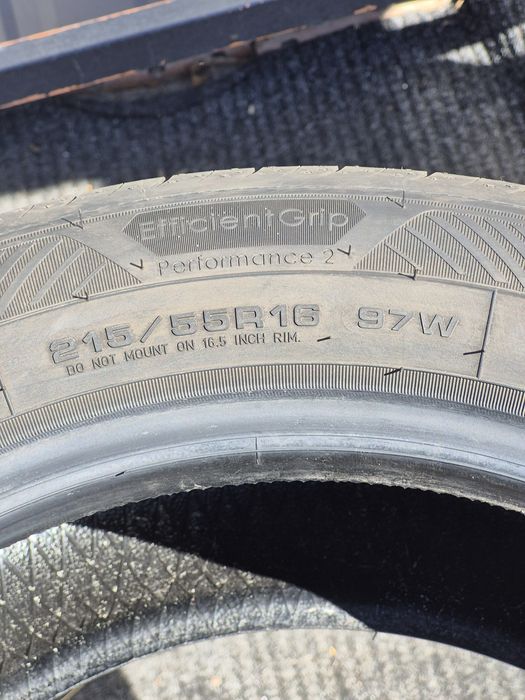 EfficientGrip
Performance 2
215/55R16 97W
DO NOT MOUNT ON 16.5 INCH RIM.